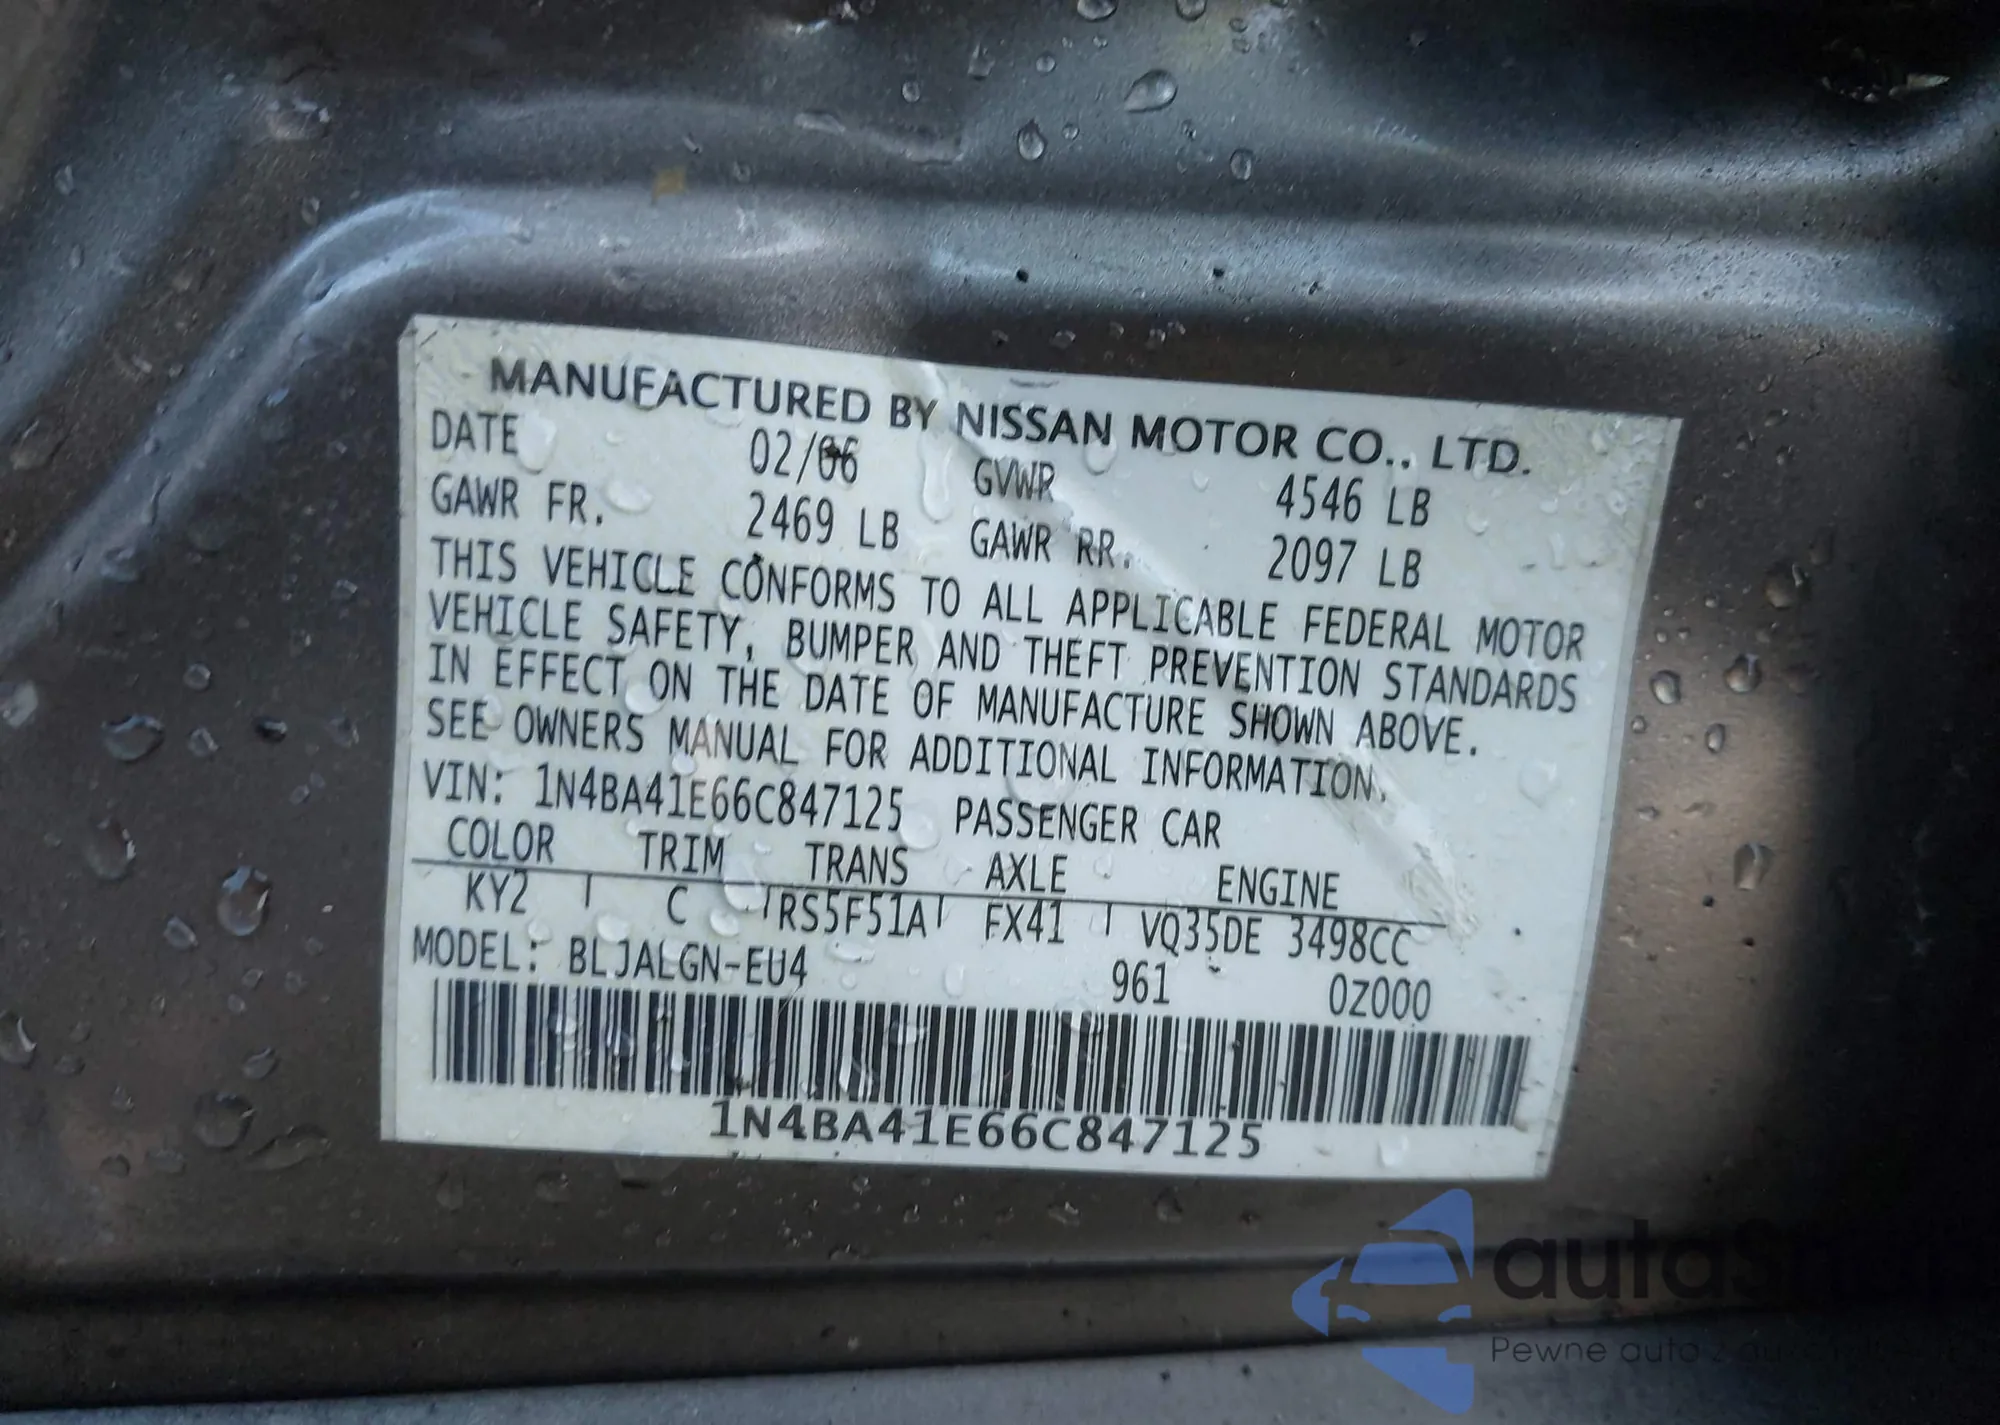 MANUFACTURED BY NISSAN MOTOR CO., LTD.
DATE 02/06 GVWR 4546 LB
GAWR FR. 2469 LB GAWR RR. 2097 LB
THIS VEHICLE CONFORMS TO ALL APPLICABLE FEDERAL MOTOR
VEHICLE SAFETY, BUMPER AND THEFT PREVENTION STANDARDS
IN EFFECT ON THE DATE OF MANUFACTURE SHOWN ABOVE.
SEE OWNERS MANUAL FOR ADDITIONAL INFORMATION.
VIN: 1N4BA41E66C847125 PASSENGER CAR
COLOR TRIM TRANS AXLE ENGINE
KY2 C RS5F51A FX41 VQ35DE 3498CC
MODEL: BLJALGN-EU4 961 0Z000
1N4BA41E66C847125
Pewne auto z